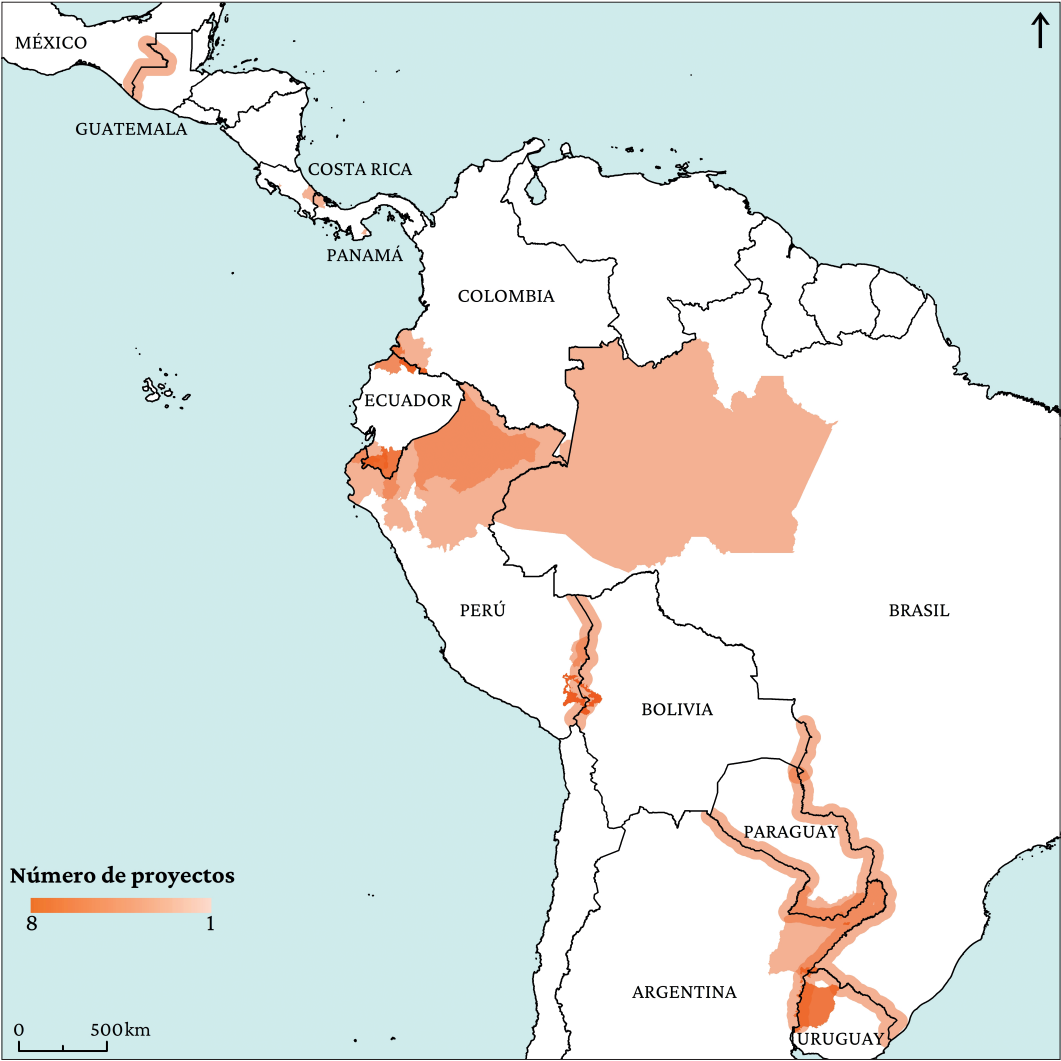 MÉXICO
GUATEMALA
COSTA RICA
PANAMÁ
COLOMBIA
ECUADOR
PERÚ
BRASIL
BOLIVIA
PARAGUAY
Número de proyectos
8 1
ARGENTINA
0 500km
URUGUAY